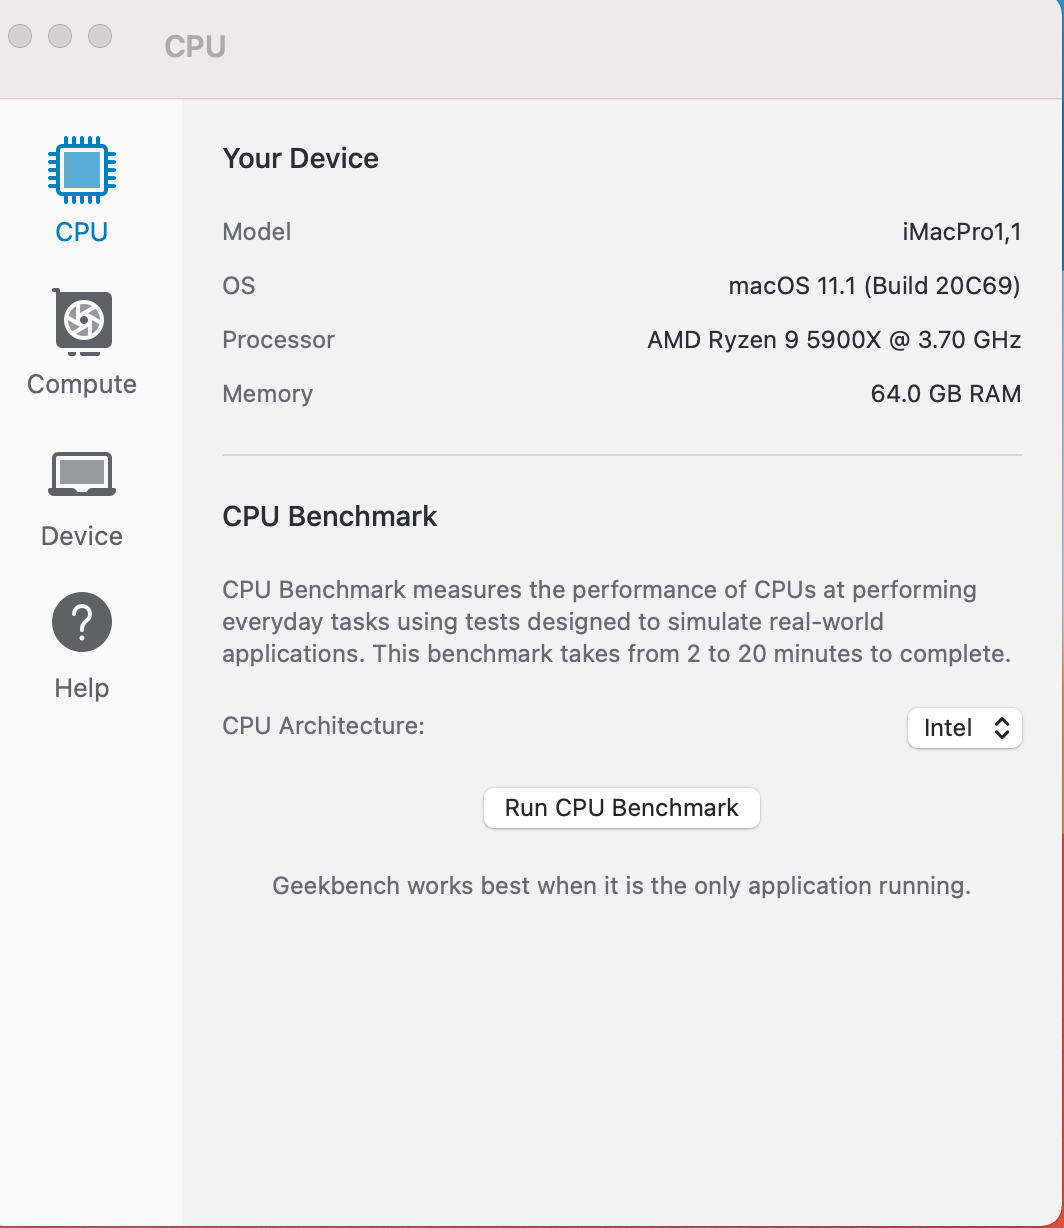 CPU
CPU
Compute
Device
Help
Your Device
Model iMacPro1,1
OS macOS 11.1 (Build 20C69)
Processor AMD Ryzen 9 5900X @ 3.70 GHz
Memory 64.0 GB RAM
CPU Benchmark
CPU Benchmark measures the performance of CPUs at performing
everyday tasks using tests designed to simulate real-world
applications. This benchmark takes from 2 to 20 minutes to complete.
CPU Architecture: Intel
Run CPU Benchmark
Geekbench works best when it is the only application running.